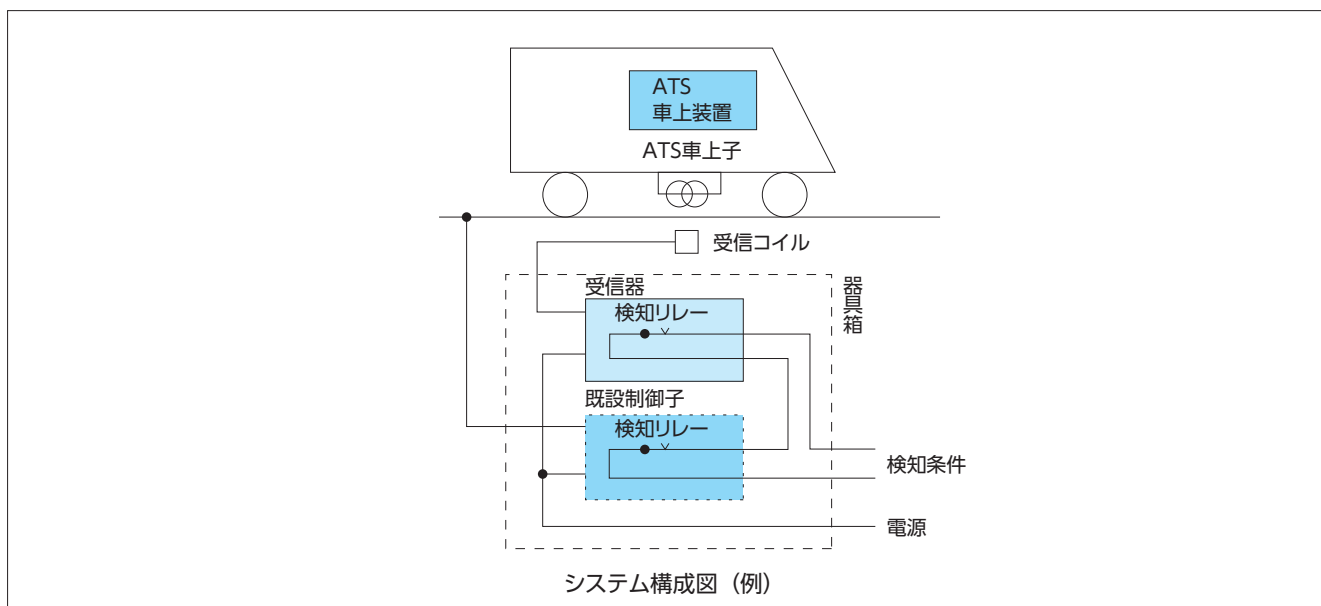 ATS
車上装置
ATS車上子
受信コイル
受信器
器具箱
検知リレー
既設制御子
検知リレー
検知条件
電源
システム構成図（例）